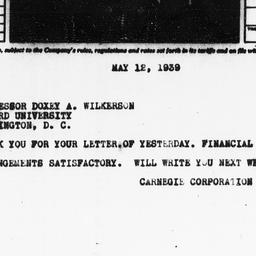 , subject to the Company's rules, regulations and rates set forth in its tariffs and on file wi
MAY 12, 1939
ESSOR DOXEY A. WILKERSON
RD UNIVERSITY
INGTON, D. C.
K YOU FOR YOUR LETTER OF YESTERDAY. FINANCIAL
NGEMENTS SATISFACTORY. WILL WRITE YOU NEXT WE
CARNEGIE CORPORATION